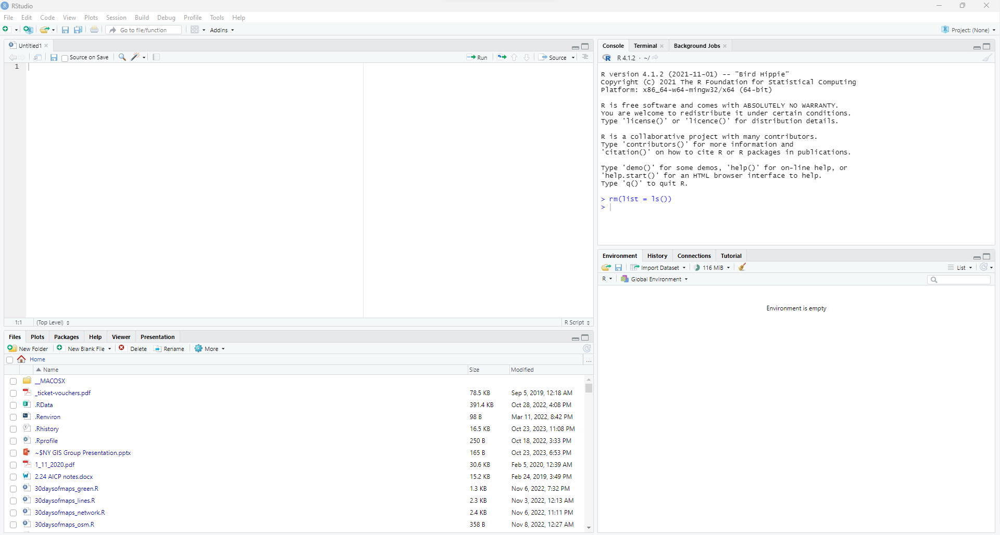 RStudio
File Edit Code View Plots Session Build Debug Profile Tools Help
Go to file/function Addins Project: (None)
Untitled1
Source on Save Run Source
1
1:1 (Top Level) R Script
Files Plots Packages Help Viewer Presentation
New Folder New Blank File Delete Rename More
Home ...
Name Size Modified
__MACOSX
_ticket-vouchers.pdf 78.5 KB Sep 5, 2019, 12:18 AM
.RData 391.4 KB Oct 28, 2022, 4:08 PM
.Renviron 98 B Mar 11, 2022, 8:42 PM
.Rhistory 16.5 KB Oct 23, 2023, 11:08 PM
.Rprofile 250 B Oct 18, 2022, 3:33 PM
~$NY GIS Group Presentation.pptx 165 B Oct 23, 2023, 6:53 PM
1_11_2020.pdf 30.6 KB Feb 5, 2020, 12:39 AM
2.24 AICP notes.docx 15.2 KB Feb 24, 2019, 3:49 PM
30daysofmaps_green.R 1.3 KB Nov 6, 2022, 7:32 PM
30daysofmaps_lines.R 2.3 KB Nov 3, 2022, 12:13 AM
30daysofmaps_network.R 2.4 KB Nov 6, 2022, 11:11 PM
30daysofmaps_osm.R 358 B Nov 8, 2022, 12:27 AM
Console Terminal Background Jobs
R 4.1.2 · ~/
R version 4.1.2 (2021-11-01) -- "Bird Hippie"
Copyright (C) 2021 The R Foundation for Statistical Computing
Platform: x86_64-w64-mingw32/x64 (64-bit)
R is free software and comes with ABSOLUTELY NO WARRANTY.
You are welcome to redistribute it under certain conditions.
Type 'license()' or 'licence()' for distribution details.
R is a collaborative project with many contributors.
Type 'contributors()' for more information and
'citation()' on how to cite R or R packages in publications.
Type 'demo()' for some demos, 'help()' for on-line help, or
'help.start()' for an HTML browser interface to help.
Type 'q()' to quit R.
> rm(list = ls())
>
Environment History Connections Tutorial
Import Dataset 116 MiB List
R Global Environment
Environment is empty